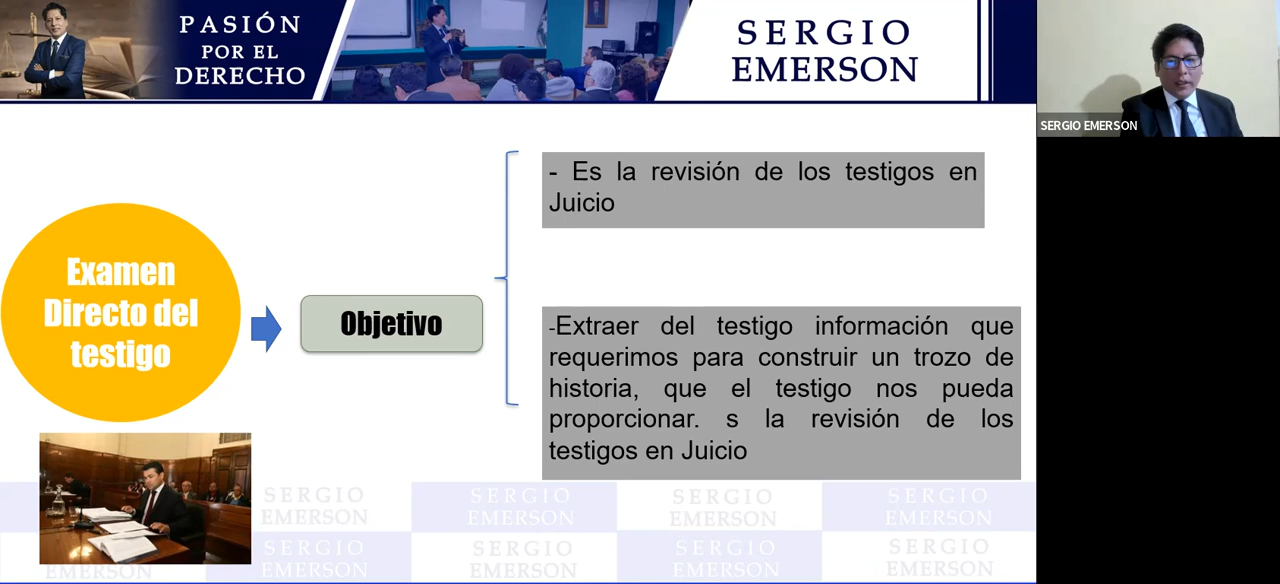 PASIÓN
POR EL
DERECHO
SERGIO
EMERSON
SERGIO EMERSON
- Es la revisión de los testigos en
Juicio
Examen
Directo del
testigo
Objetivo
-Extraer del testigo información que
requerimos para construir un trozo de
historia, que el testigo nos pueda
proporcionar. s la revisión de los
testigos en Juicio
SERGIO
EMERSON
SERGIO
EMERSON
SERGIO
EMERSON
SERGIO
EMERSON
EMERSON
SERGIO
EMERSON
SERGIO
EMERSON
SERGIO
EMERSON
SERGIO
EMERSON